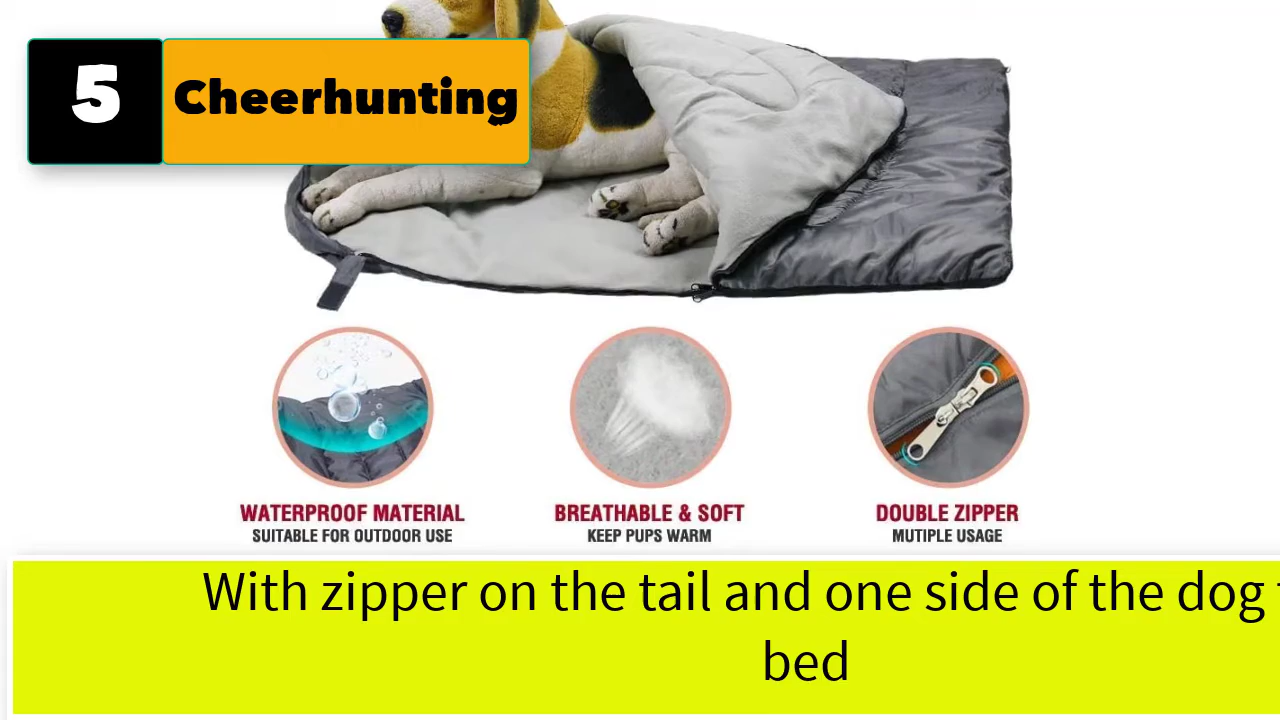 5
Cheerhunting
WATERPROOF MATERIAL
SUITABLE FOR OUTDOOR USE
BREATHABLE & SOFT
KEEP PUPS WARM
DOUBLE ZIPPER
MUTIPLE USAGE
With zipper on the tail and one side of the dog
bed